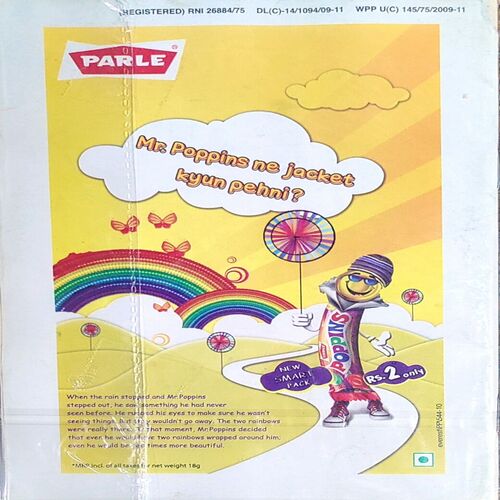 (REGISTERED) RNI 26884/75 DL(C)-14/1094/09-11 WPP U(C) 145/75/2009-11
PARLE
Mr. Poppins ne jacket
kyun pehni?
POPPINS
NEW
SMART
PACK
Rs. 2 only
When the rain stopped and Mr. Poppins
stepped out, he saw something he had never
seen before. He rubbed his eyes to make sure he wasn't
seeing things but they wouldn't go away. The two rainbows
were really there. At that moment, Mr. Poppins decided
that even he would have two rainbows wrapped around him,
even he would be two times more beautiful.
*MRP incl. of all taxes for net weight 18g